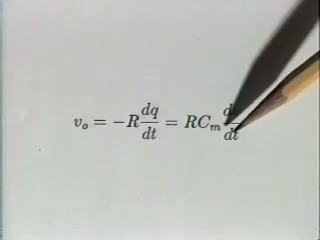 v_o = -R dq/dt = RC_m d /dt